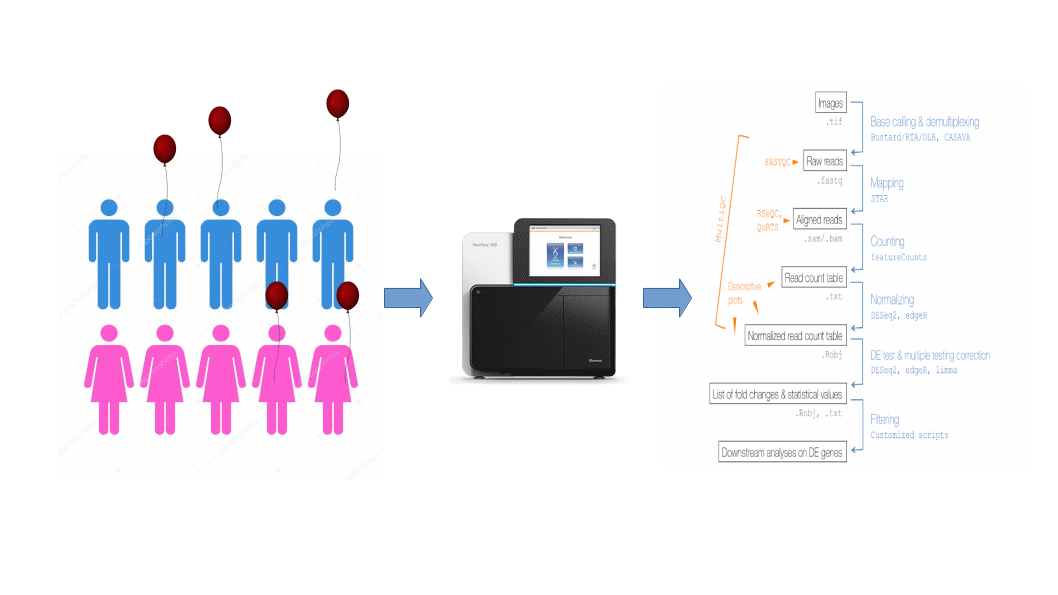 Images
.tif
Base calling & demultiplexing
Bustard/RTA/OLB, CASAVA
FASTQC
Raw reads
.fastq
Mapping
STAR
MultiQC
RSeQC,
QoRTS
Aligned reads
.sam/.bam
Counting
featureCounts
Descriptive
plots
Read count table
.txt
Normalizing
DESeq2, edgeR
Normalized read count table
.Robj
DE test & multiple testing correction
DESeq2, edgeR, limma
List of fold changes & statistical values
.Robj, .txt
Filtering
Customized scripts
Downstream analyses on DE genes
Welcome